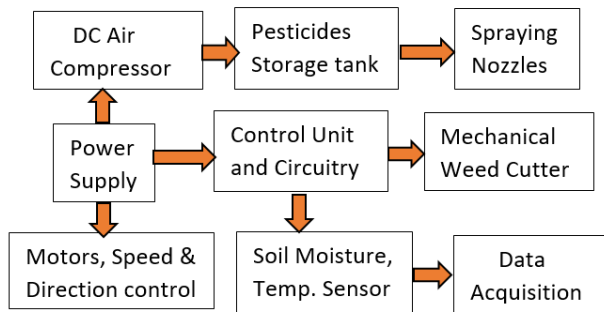 DC Air
Compressor
Pesticides
Storage tank
Spraying
Nozzles
Power
Supply
Control Unit
and Circuitry
Mechanical
Weed Cutter
Motors, Speed &
Direction control
Soil Moisture,
Temp. Sensor
Data
Acquisition